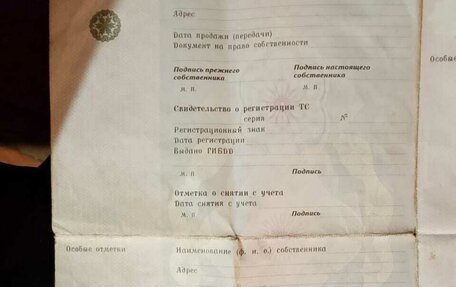 Адрес
Дата продажи (передачи)
Документ на право собственности
Подпись прежнего собственника
Подпись настоящего собственника
М. П.
М. П.
Свидетельство о регистрации ТС
серия №
Регистрационный знак
Дата регистрации
Выдано ГИБДД
М. П. Подпись
Отметка о снятии с учета
Дата снятия с учета
М. П. Подпись
Особые
Особые отметки
Наименование (ф. и. о.) собственника
Адрес